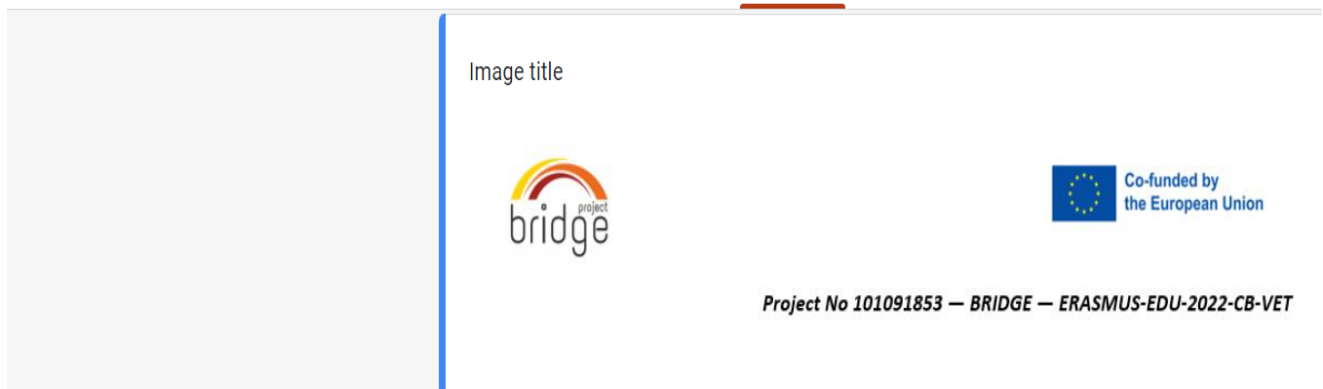 Image title
project
bridge
Co-funded by
the European Union
Project No 101091853 — BRIDGE — ERASMUS-EDU-2022-CB-VET